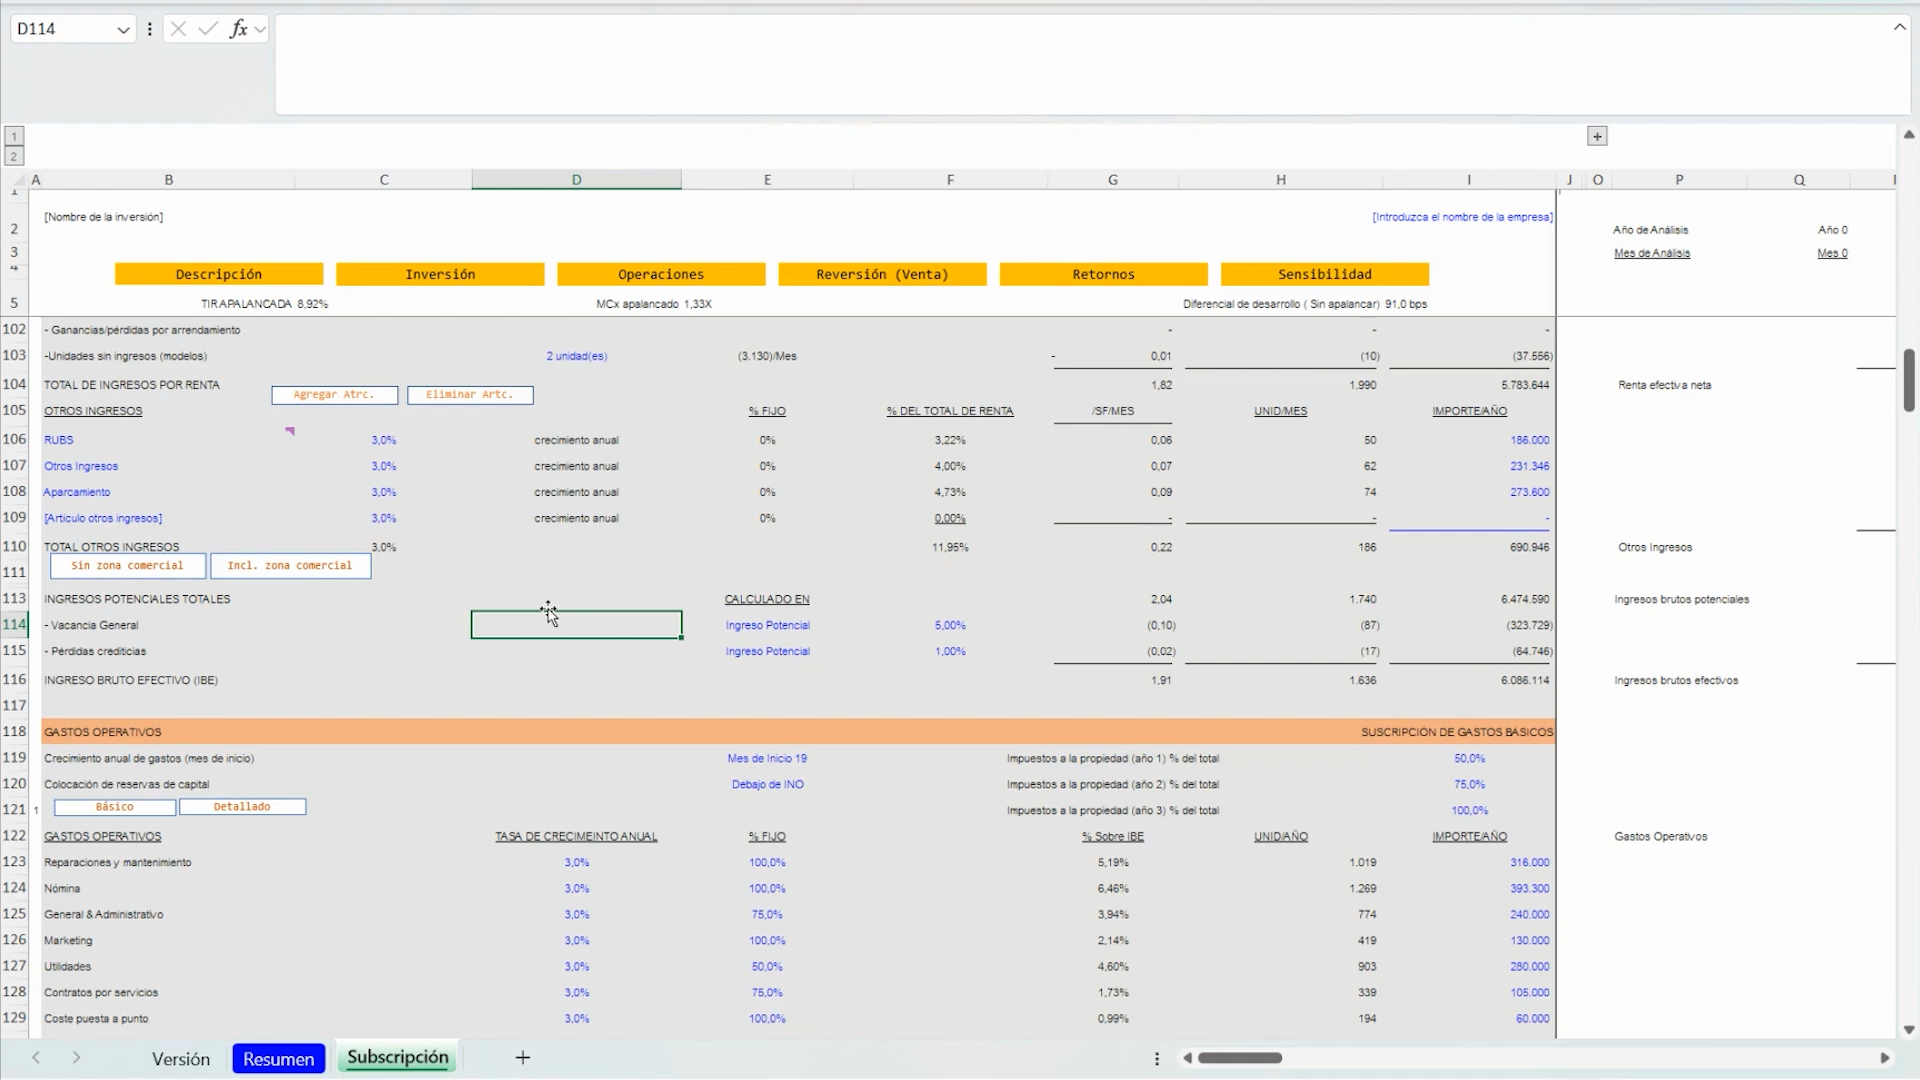 D114 fx
1
2
A B C D E F G H I J O P Q
1
2 [Nombre de la inversión] [Introduzca el nombre de la empresa] Año de Análisis Año 0
3 Mes de Análisis Mes 0
4 Descripción Inversión Operaciones Reversión (Venta) Retornos Sensibilidad
5 TIR APALANCADA 8,92% MCx apalancado 1,33X Diferencial de desarrollo ( Sin apalancar) 91,0 bps
102 - Ganancias/pérdidas por arrendamiento - - -
103 -Unidades sin ingresos (modelos) 2 unidad(es) (3.130)/Mes - 0,01 (10) (37.556)
104 TOTAL DE INGRESOS POR RENTA Agregar Atrc. Eliminar Artc. 1,82 1.990 5.783.644 Renta efectiva neta
105 OTROS INGRESOS % FIJO % DEL TOTAL DE RENTA /SF/MES UNID/MES IMPORTE/AÑO
106 RUBS 3,0% crecimiento anual 0% 3,22% 0,06 50 186.000
107 Otros Ingresos 3,0% crecimiento anual 0% 4,00% 0,07 62 231.346
108 Aparcamiento 3,0% crecimiento anual 0% 4,73% 0,09 74 273.600
109 [Artículo otros ingresos] 3,0% crecimiento anual 0% 0,00% - - -
110 TOTAL OTROS INGRESOS 3,0% 11,95% 0,22 186 690.946 Otros Ingresos
111 Sin zona comercial Incl. zona comercial
113 INGRESOS POTENCIALES TOTALES CALCULADO EN 2,04 1.740 6.474.590 Ingresos brutos potenciales
114 - Vacancia General Ingreso Potencial 5,00% (0,10) (87) (323.729)
115 - Pérdidas crediticias Ingreso Potencial 1,00% (0,02) (17) (64.746)
116 INGRESO BRUTO EFECTIVO (IBE) 1,91 1.636 6.086.114 Ingresos brutos efectivos
117
118 GASTOS OPERATIVOS SUSCRIPCIÓN DE GASTOS BÁSICOS
119 Crecimiento anual de gastos (mes de inicio) Mes de Inicio 19 Impuestos a la propiedad (año 1) % del total 50,0%
120 Colocación de reservas de capital Debajo de INO Impuestos a la propiedad (año 2) % del total 75,0%
121 1 Básico Detallado Impuestos a la propiedad (año 3) % del total 100,0%
122 GASTOS OPERATIVOS TASA DE CRECIMEINTO ANUAL % FIJO % Sobre IBE UNID/AÑO IMPORTE/AÑO Gastos Operativos
123 Reparaciones y mantenimiento 3,0% 100,0% 5,19% 1.019 316.000
124 Nómina 3,0% 100,0% 6,46% 1.269 393.300
125 General & Administrativo 3,0% 75,0% 3,94% 774 240.000
126 Marketing 3,0% 100,0% 2,14% 419 130.000
127 Utilidades 3,0% 50,0% 4,60% 903 280.000
128 Contratos por servicios 3,0% 75,0% 1,73% 339 105.000
129 Coste puesta a punto 3,0% 100,0% 0,99% 194 60.000
Versión Resumen Subscripción